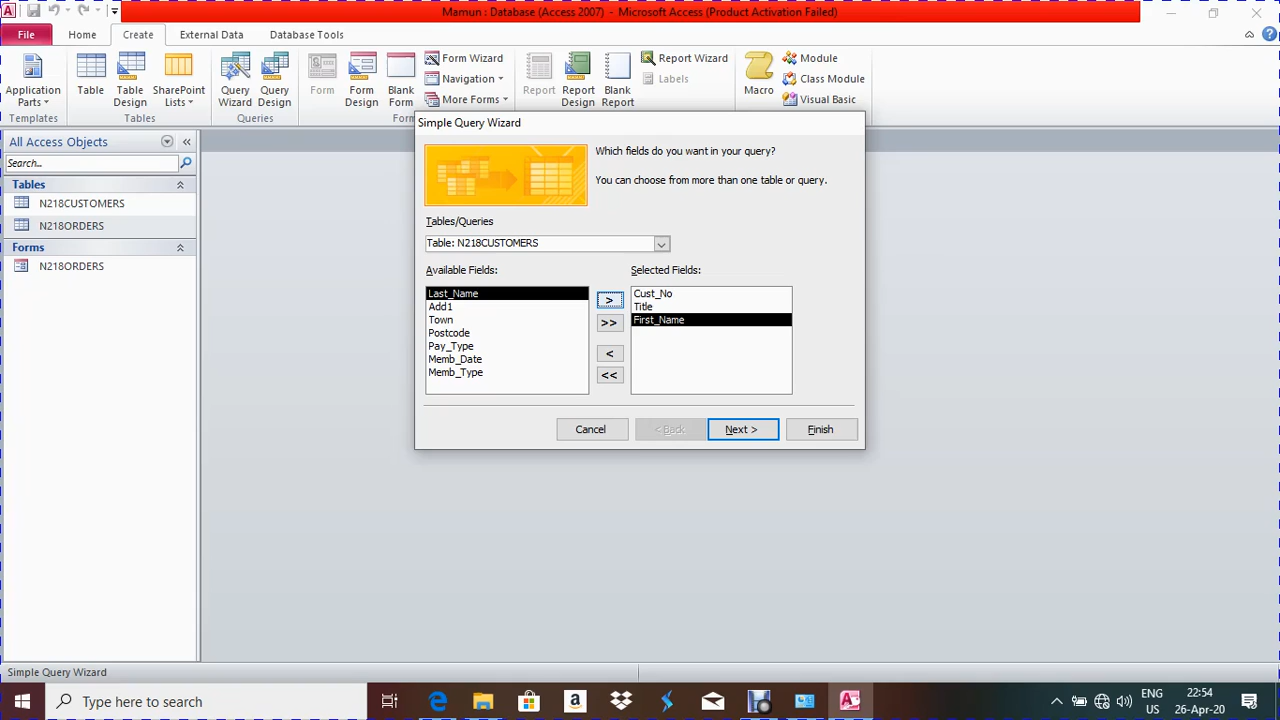 Mamun : Database (Access 2007) - Microsoft Access (Product Activation Failed)
File Home Create External Data Database Tools
Application Parts
Table
Table Design
SharePoint Lists
Query Wizard
Query Design
Form
Form Design
Blank Form
Form Wizard
Navigation
More Forms
Report
Report Design
Blank Report
Report Wizard
Labels
Macro
Module
Class Module
Visual Basic
Templates
Tables
Queries
All Access Objects
Search..
Tables
N218CUSTOMERS
N218ORDERS
Forms
N218ORDERS
Simple Query Wizard
Which fields do you want in your query?
You can choose from more than one table or query.
Tables/Queries
Table: N218CUSTOMERS
Available Fields:
Last_Name
Add1
Town
Postcode
Pay_Type
Memb_Date
Memb_Type
>
>>
<
<<
Selected Fields:
Cust_No
Title
First_Name
Cancel
< Back
Next >
Finish
Simple Query Wizard
Type here to search
ENG
US
22:54
26-Apr-20